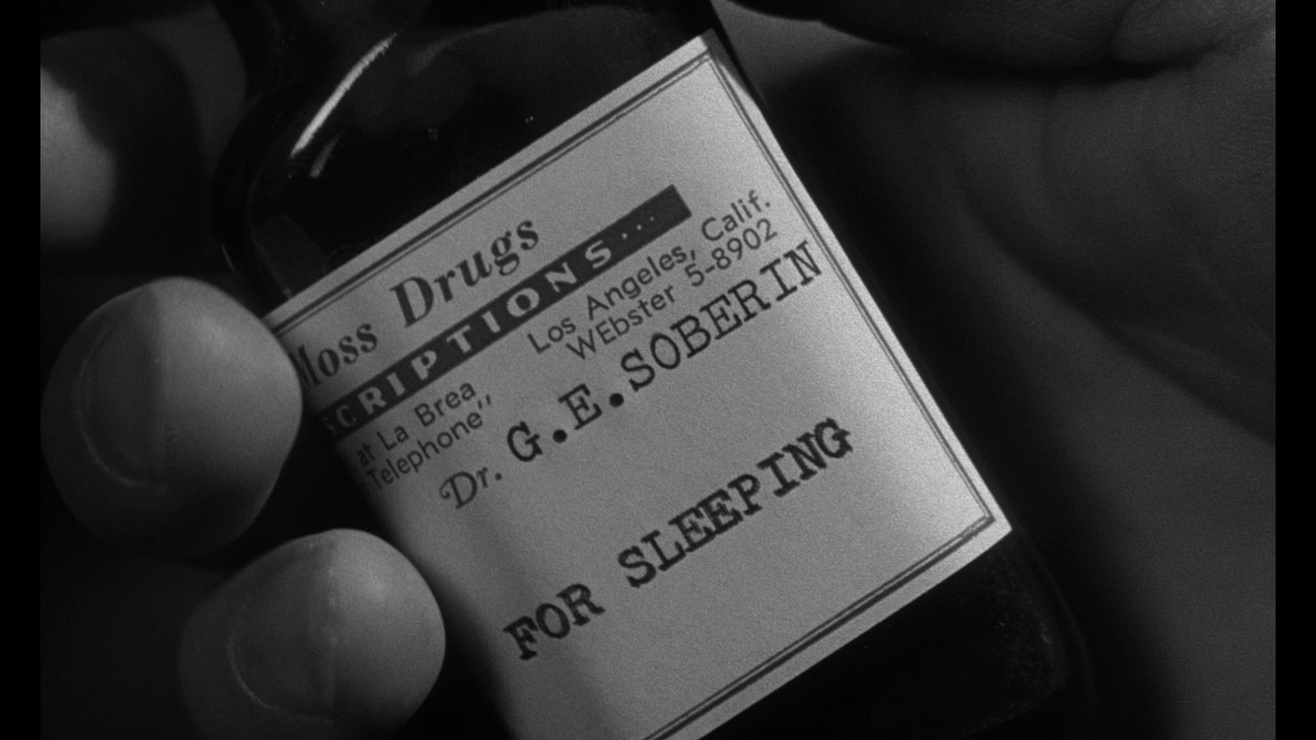 Moss Drugs
SCRIPTIONS...
at La Brea Los Angeles, Calif.
Telephone" WEbster 5-8902
Dr. G.E.SOBERIN
FOR SLEEPING